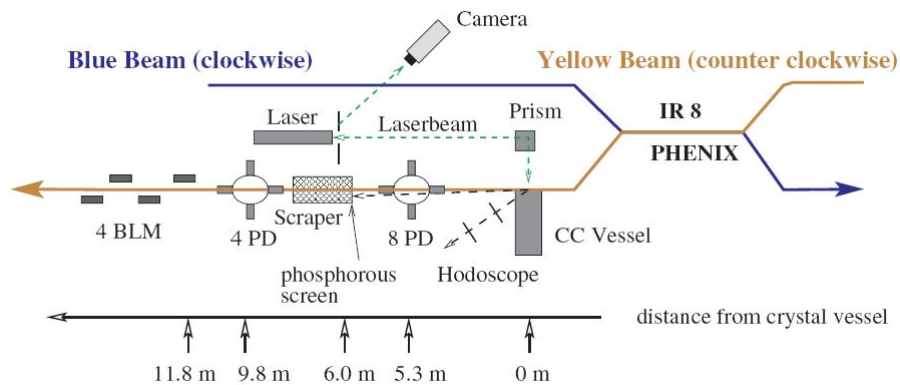 Camera
Blue Beam (clockwise)
Yellow Beam (counter clockwise)
Laser
Laserbeam
Prism
IR 8
PHENIX
4 BLM
4 PD
Scraper
8 PD
CC Vessel
phosphorous
screen
Hodoscope
distance from crystal vessel
11.8 m 9.8 m 6.0 m 5.3 m 0 m